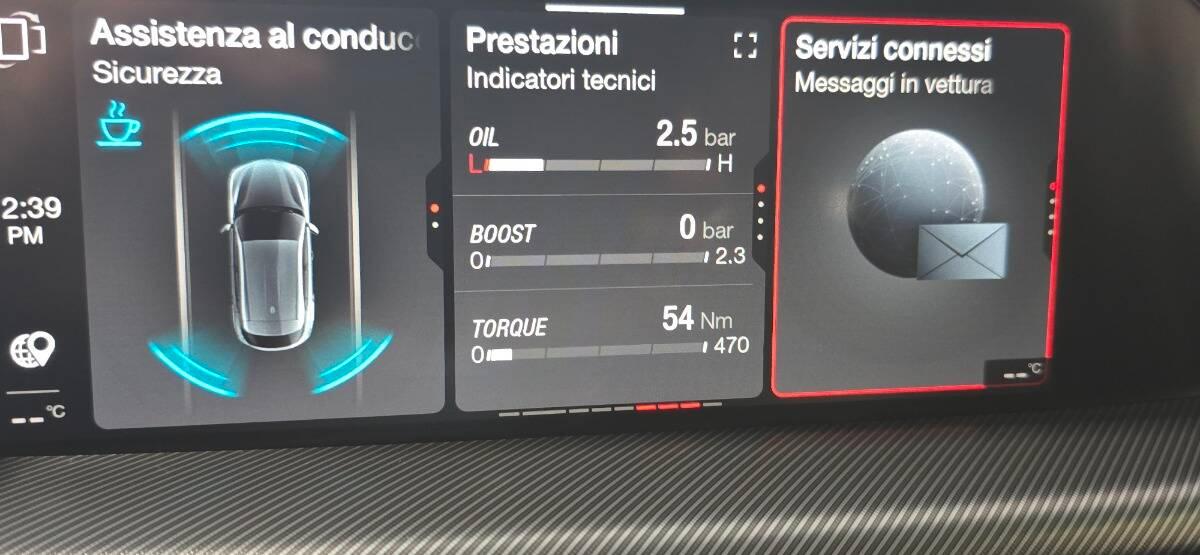 Assistenza al conduc
Sicurezza
2:39
PM
-- °C
Prestazioni
Indicatori tecnici
OIL 2.5 bar
L H
BOOST 0 bar
0 2.3
TORQUE 54 Nm
0 470
Servizi connessi
Messaggi in vettura
-- °C